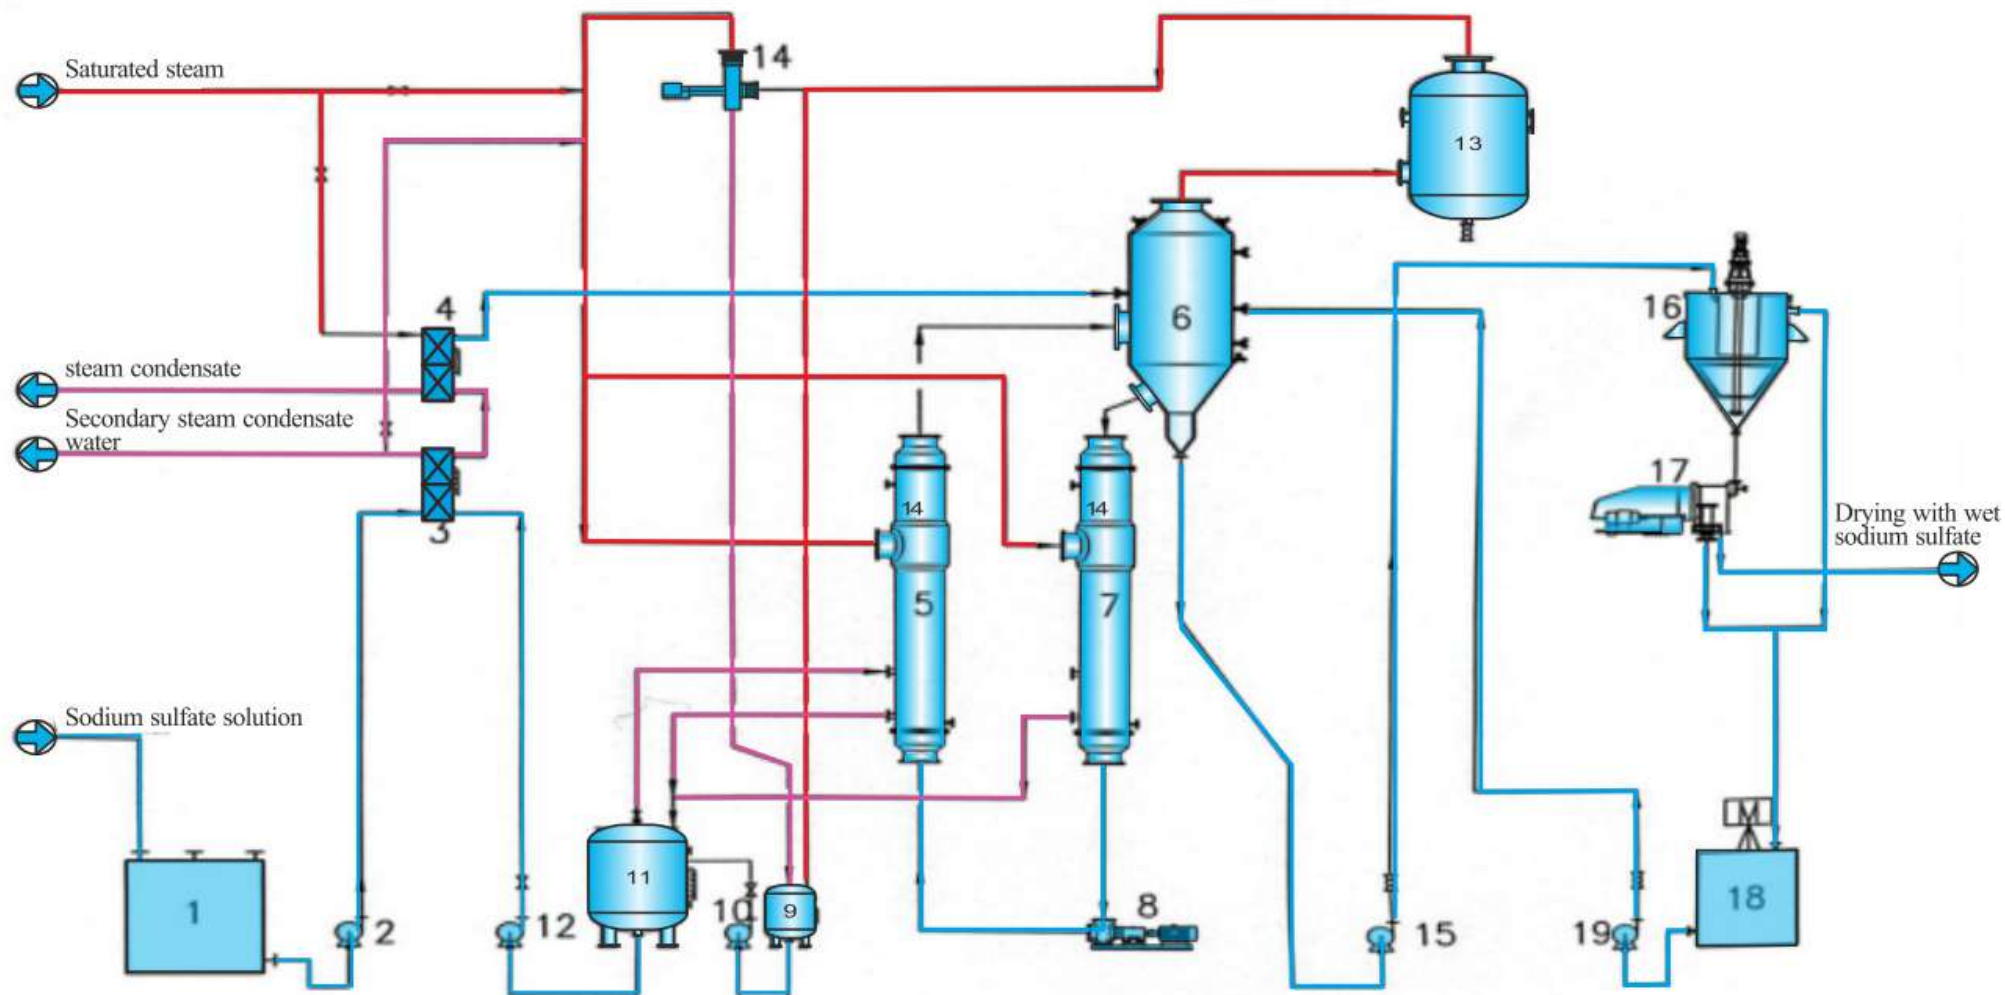 Saturated steam
14
13
4
6
16
steam condensate
Secondary steam condensate
water
3
14
14
17
Drying with wet
sodium sulfate
5
7
Sodium sulfate solution
11
1
2
12
10
9
8
15
19
18
M